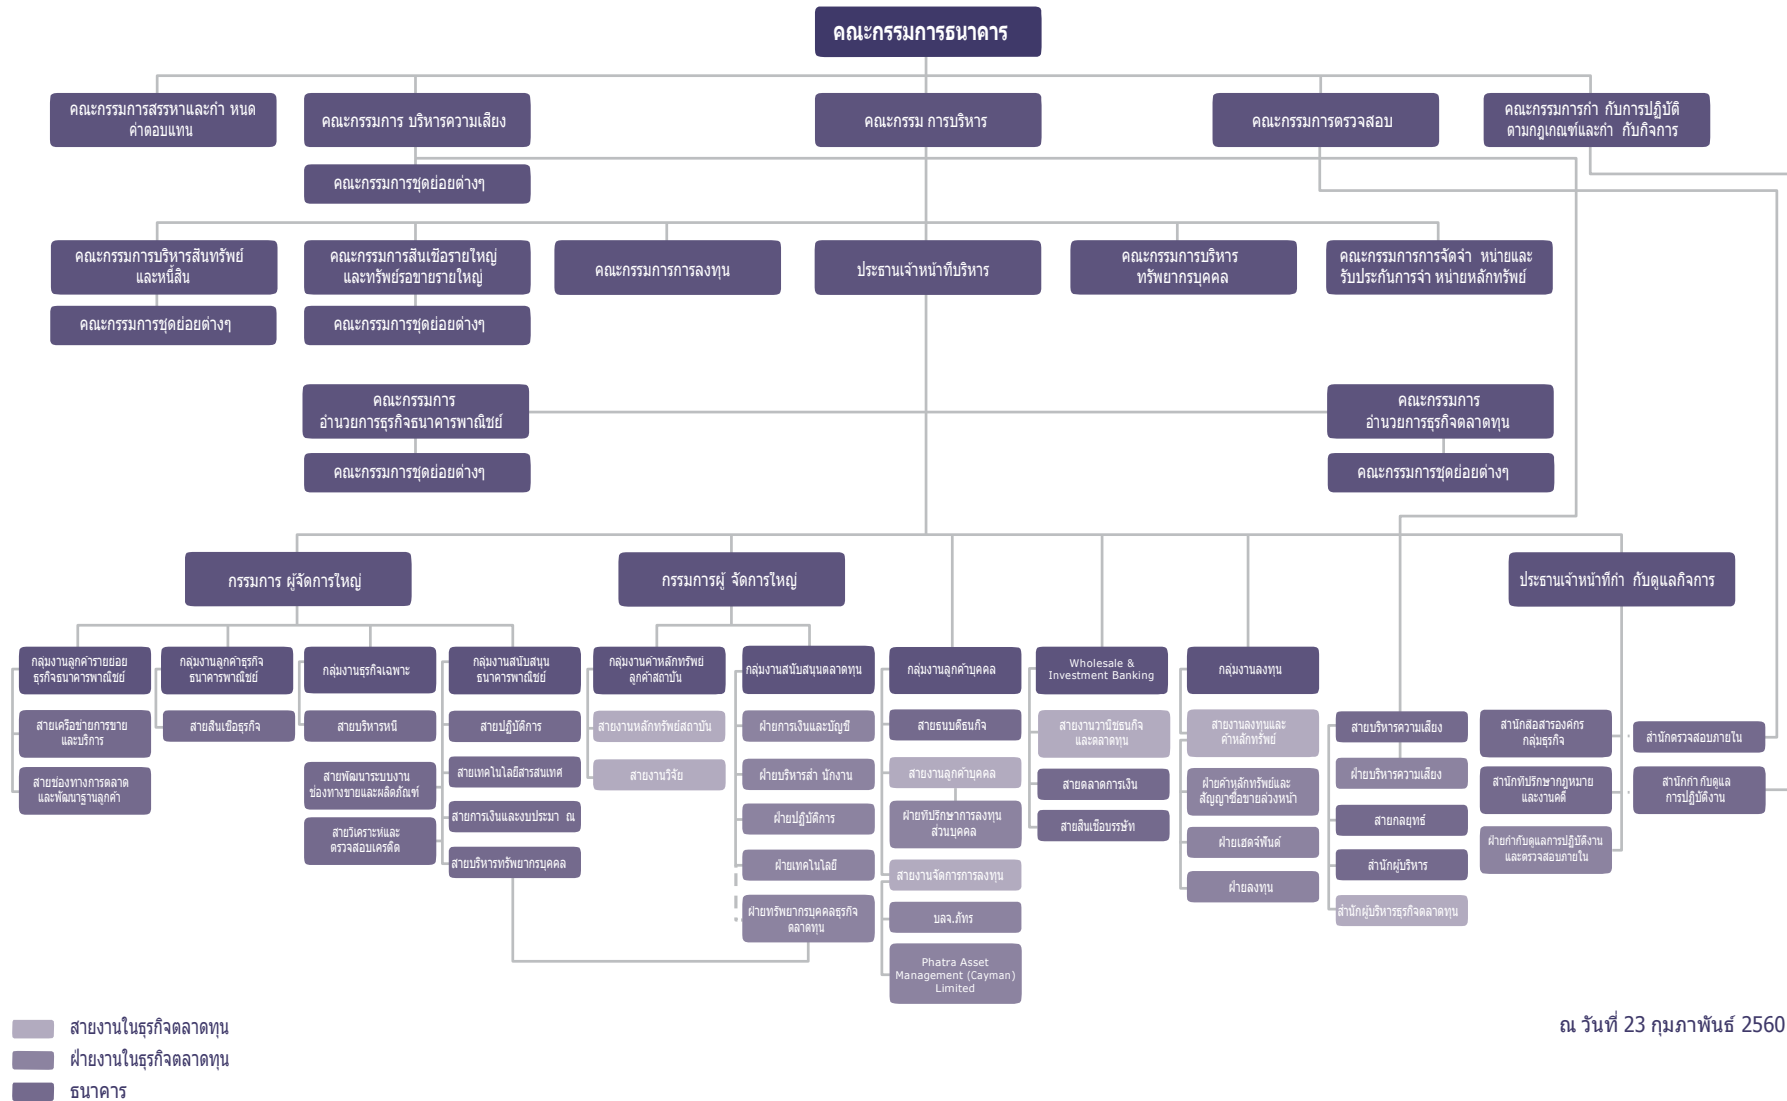 คณะกรรมการธนาคาร
คณะกรรมการสรรหาและกำ หนด
ค่าตอบแทน
คณะกรรมการ บริหารความเสี่ยง
คณะกรรม การบริหาร
คณะกรรมการตรวจสอบ
คณะกรรมการกำ กับการปฏิบัติ
ตามกฎเกณฑ์และกำ กับกิจการ
คณะกรรมการชุดย่อยต่างๆ
คณะกรรมการบริหารสินทรัพย์
และหนี้สิน
คณะกรรมการสินเชื่อรายใหญ่
และทรัพย์รอขายรายใหญ่
คณะกรรมการการลงทุน
ประธานเจ้าหน้าที่บริหาร
คณะกรรมการบริหาร
ทรัพยากรบุคคล
คณะกรรมการการจัดจำ หน่ายและ
รับประกันการจำ หน่ายหลักทรัพย์
คณะกรรมการชุดย่อยต่างๆ
คณะกรรมการชุดย่อยต่างๆ
คณะกรรมการ
อำนวยการธุรกิจธนาคารพาณิชย์
คณะกรรมการ
อำนวยการธุรกิจตลาดทุน
คณะกรรมการชุดย่อยต่างๆ
คณะกรรมการชุดย่อยต่างๆ
กรรมการ ผู้จัดการใหญ่
กรรมการผู้ จัดการใหญ่
ประธานเจ้าหน้าที่กำ กับดูแลกิจการ
กลุ่มงานลูกค้ารายย่อย
ธุรกิจธนาคารพาณิชย์
สายเครือข่ายการขาย
และบริการ
สายช่องทางการตลาด
และพัฒนาฐานลูกค้า
กลุ่มงานลูกค้าธุรกิจ
ธนาคารพาณิชย์
สายสินเชื่อธุรกิจ
กลุ่มงานธุรกิจเฉพาะ
สายบริหารหนี้
สายพัฒนาระบบงาน
ช่องทางขายและผลิตภัณฑ์
สายวิเคราะห์และ
ตรวจสอบเครดิต
กลุ่มงานสนับสนุน
ธนาคารพาณิชย์
สายปฏิบัติการ
สายเทคโนโลยีสารสนเทศ
สายการเงินและงบประมา ณ
สายบริหารทรัพยากรบุคคล
กลุ่มงานค้าหลักทรัพย์
ลูกค้าสถาบัน
สายงานหลักทรัพย์สถาบัน
สายงานวิจัย
กลุ่มงานสนับสนุนตลาดทุน
ฝ่ายการเงินและบัญชี
ฝ่ายบริหารสำ นักงาน
ฝ่ายปฏิบัติการ
ฝ่ายเทคโนโลยี
ฝ่ายทรัพยากรบุคคลธุรกิจ
ตลาดทุน
กลุ่มงานลูกค้าบุคคล
สายธนบดีธนกิจ
สายงานลูกค้าบุคคล
ฝ่ายที่ปรึกษาการลงทุน
ส่วนบุคคล
สายงานจัดการการลงทุน
บลจ.ภัทร
Phatra Asset
Management (Cayman)
Limited
Wholesale &
Investment Banking
สายงานวานิชธนกิจ
และตลาดทุน
สายตลาดการเงิน
สายสินเชื่อบรรษัท
กลุ่มงานลงทุน
สายงานลงทุนและ
ค้าหลักทรัพย์
ฝ่ายค้าหลักทรัพย์และ
สัญญาซื้อขายล่วงหน้า
ฝ่ายเฮดจ์ฟันด์
ฝ่ายลงทุน
สายบริหารความเสี่ยง
ฝ่ายบริหารความเสี่ยง
สายกลยุทธ์
สำนักผู้บริหาร
สำนักผู้บริหารธุรกิจตลาดทุน
สำนักสื่อสารองค์กร
กลุ่มธุรกิจ
สำนักที่ปรึกษากฎหมาย
และงานคดี
ฝ่ายกำกับดูแลการปฏิบัติงาน
และตรวจสอบภายใน
สำนักตรวจสอบภายใน
สำนักกำ กับดูแล
การปฏิบัติงาน
สายงานในธุรกิจตลาดทุน
ฝ่ายงานในธุรกิจตลาดทุน
ธนาคาร
ณ วันที่ 23 กุมภาพันธ์ 2560